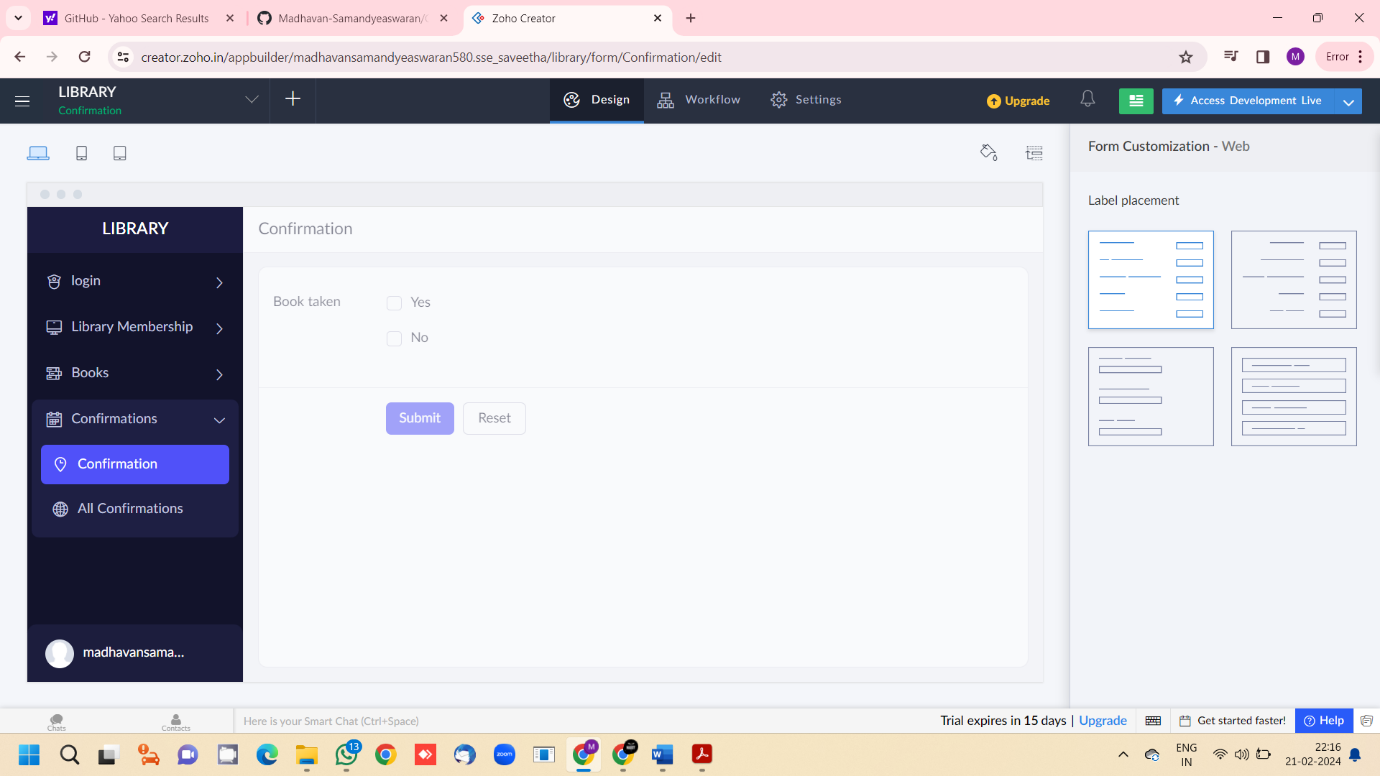 GitHub - Yahoo Search Results
Madhavan-Samandyeaswaran/
Zoho Creator
creator.zoho.in/appbuilder/madhavansamandyeaswaran580.sse_saveetha/library/form/Confirmation/edit
M
Error
LIBRARY
Confirmation
Design
Workflow
Settings
Upgrade
Access Development Live
Form Customization - Web
Label placement
LIBRARY
login
Library Membership
Books
Confirmations
Confirmation
All Confirmations
madhavansama...
Confirmation
Book taken
Yes
No
Submit
Reset
Chats
Contacts
Here is your Smart Chat (Ctrl+Space)
Trial expires in 15 days | Upgrade
Get started faster!
Help
13
M
zoom
ENG
IN
22:16
21-02-2024